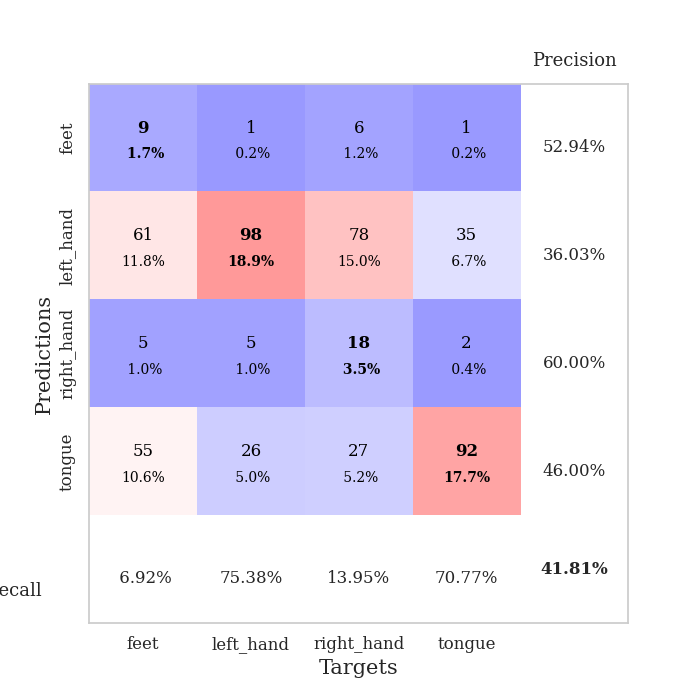 Precision
feet
9 1 6 1
1.7% 0.2% 1.2% 0.2%
52.94%
left_hand
61 98 78 35
11.8% 18.9% 15.0% 6.7%
36.03%
Predictions
right_hand
5 5 18 2
1.0% 1.0% 3.5% 0.4%
60.00%
tongue
55 26 27 92
10.6% 5.0% 5.2% 17.7%
46.00%
ecall
6.92% 75.38% 13.95% 70.77%
41.81%
feet left_hand right_hand tongue
Targets